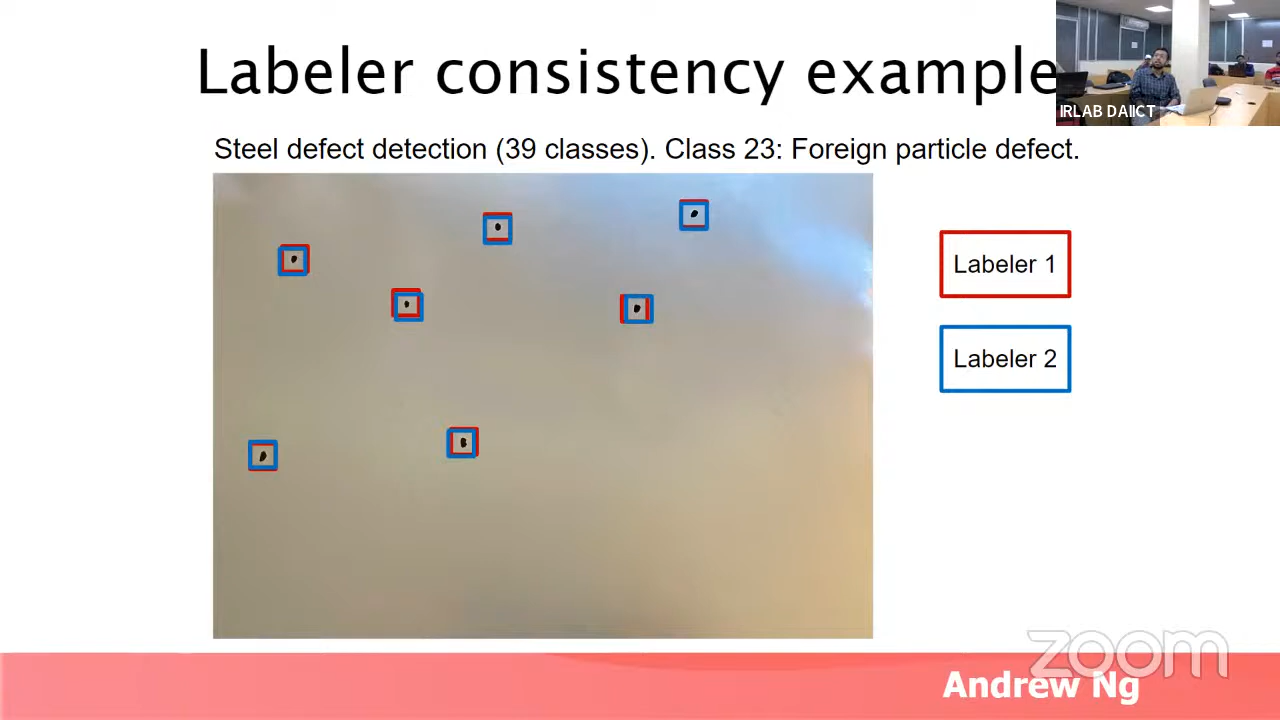 Labeler consistency example
IRLAB DAIICT
Steel defect detection (39 classes). Class 23: Foreign particle defect.
Labeler 1
Labeler 2
zoom
Andrew Ng